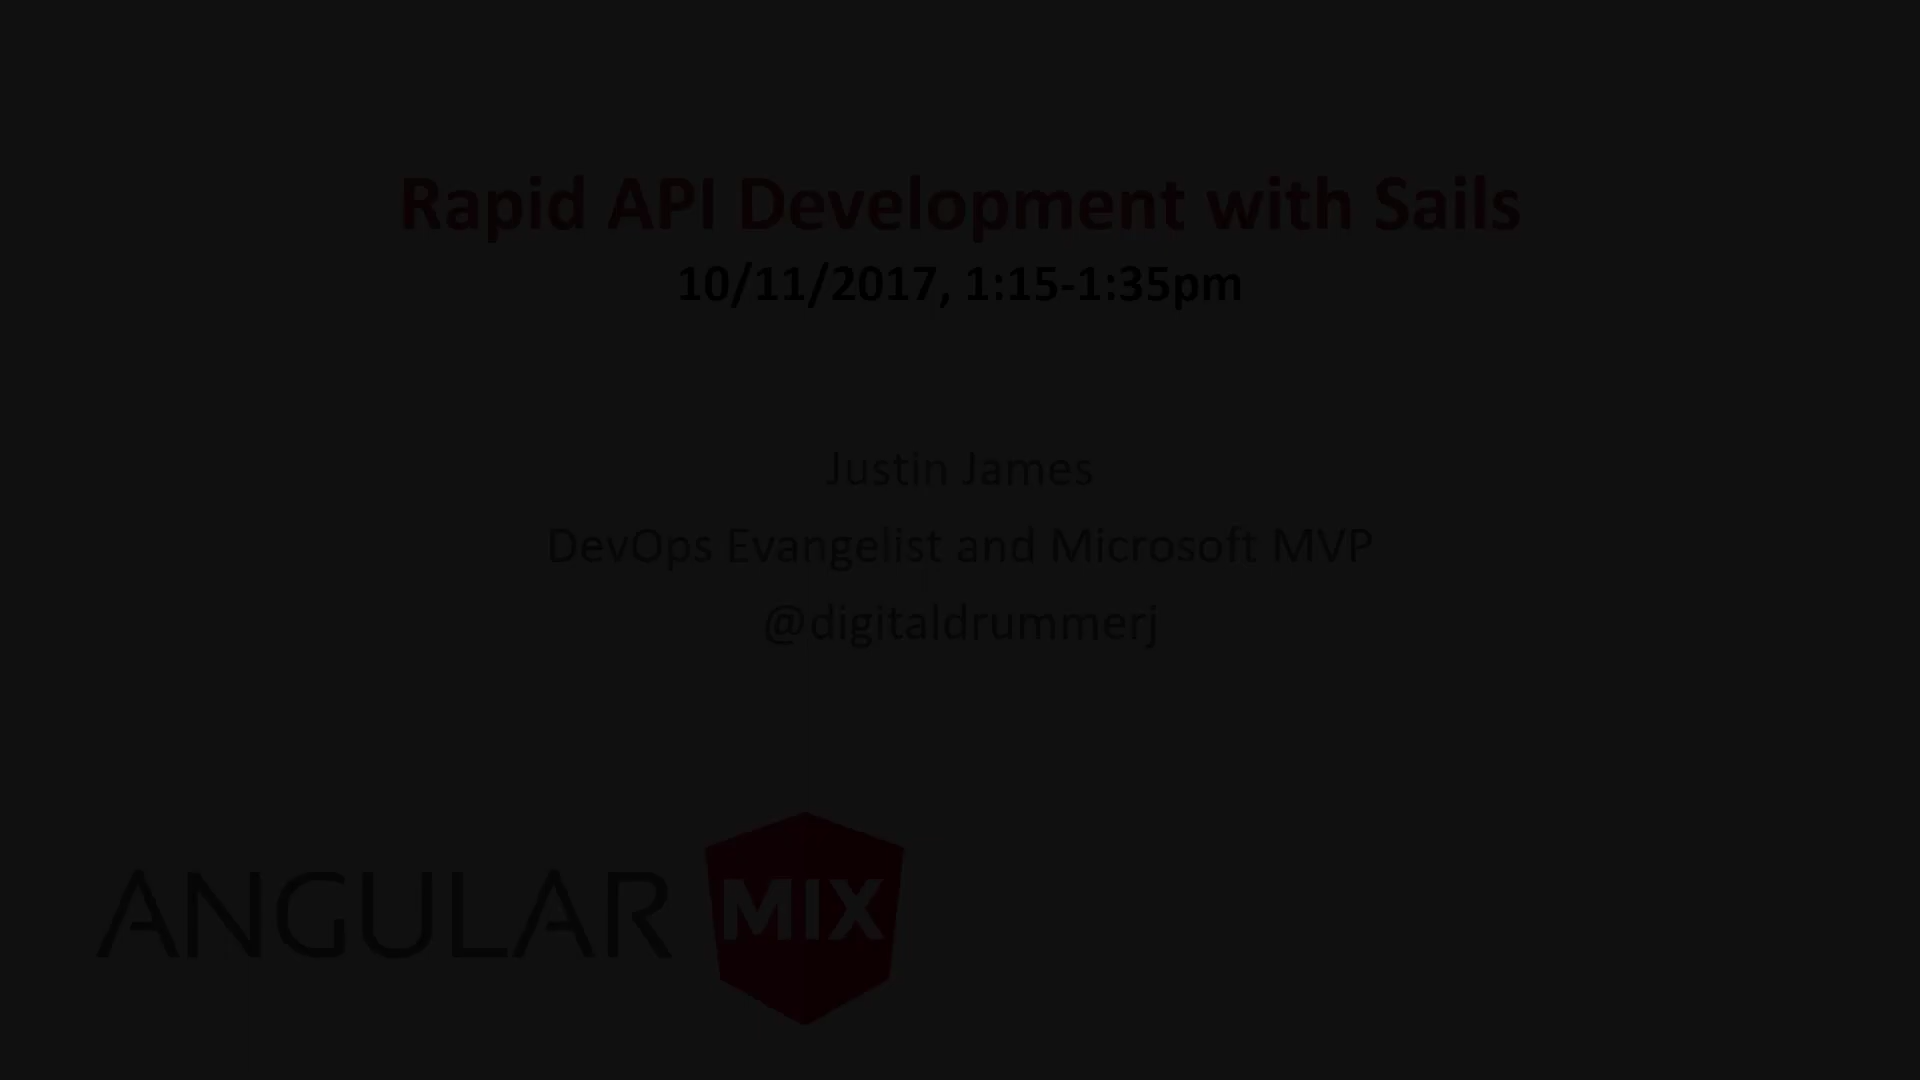 Rapid API Development with Sails
10/11/2017, 1:15-1:35pm
Justin James
DevOps Evangelist and Microsoft MVP
@digitaldrummerj
ANGULAR MIX